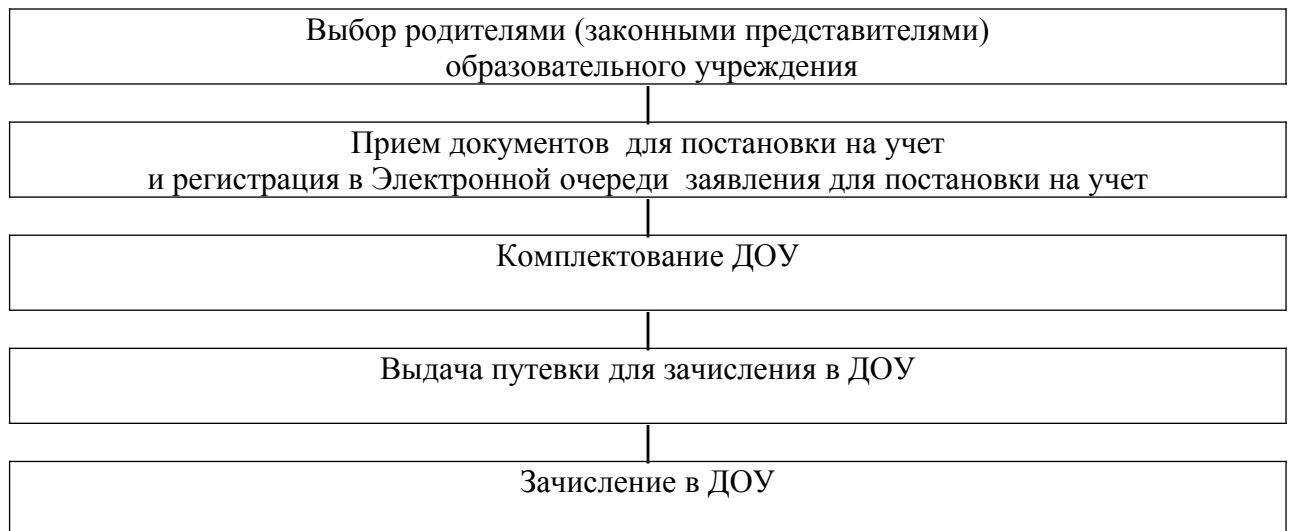 Выбор родителями (законными представителями)
образовательного учреждения
Прием документов для постановки на учет
и регистрация в Электронной очереди заявления для постановки на учет
Комплектование ДОУ
Выдача путевки для зачисления в ДОУ
Зачисление в ДОУ